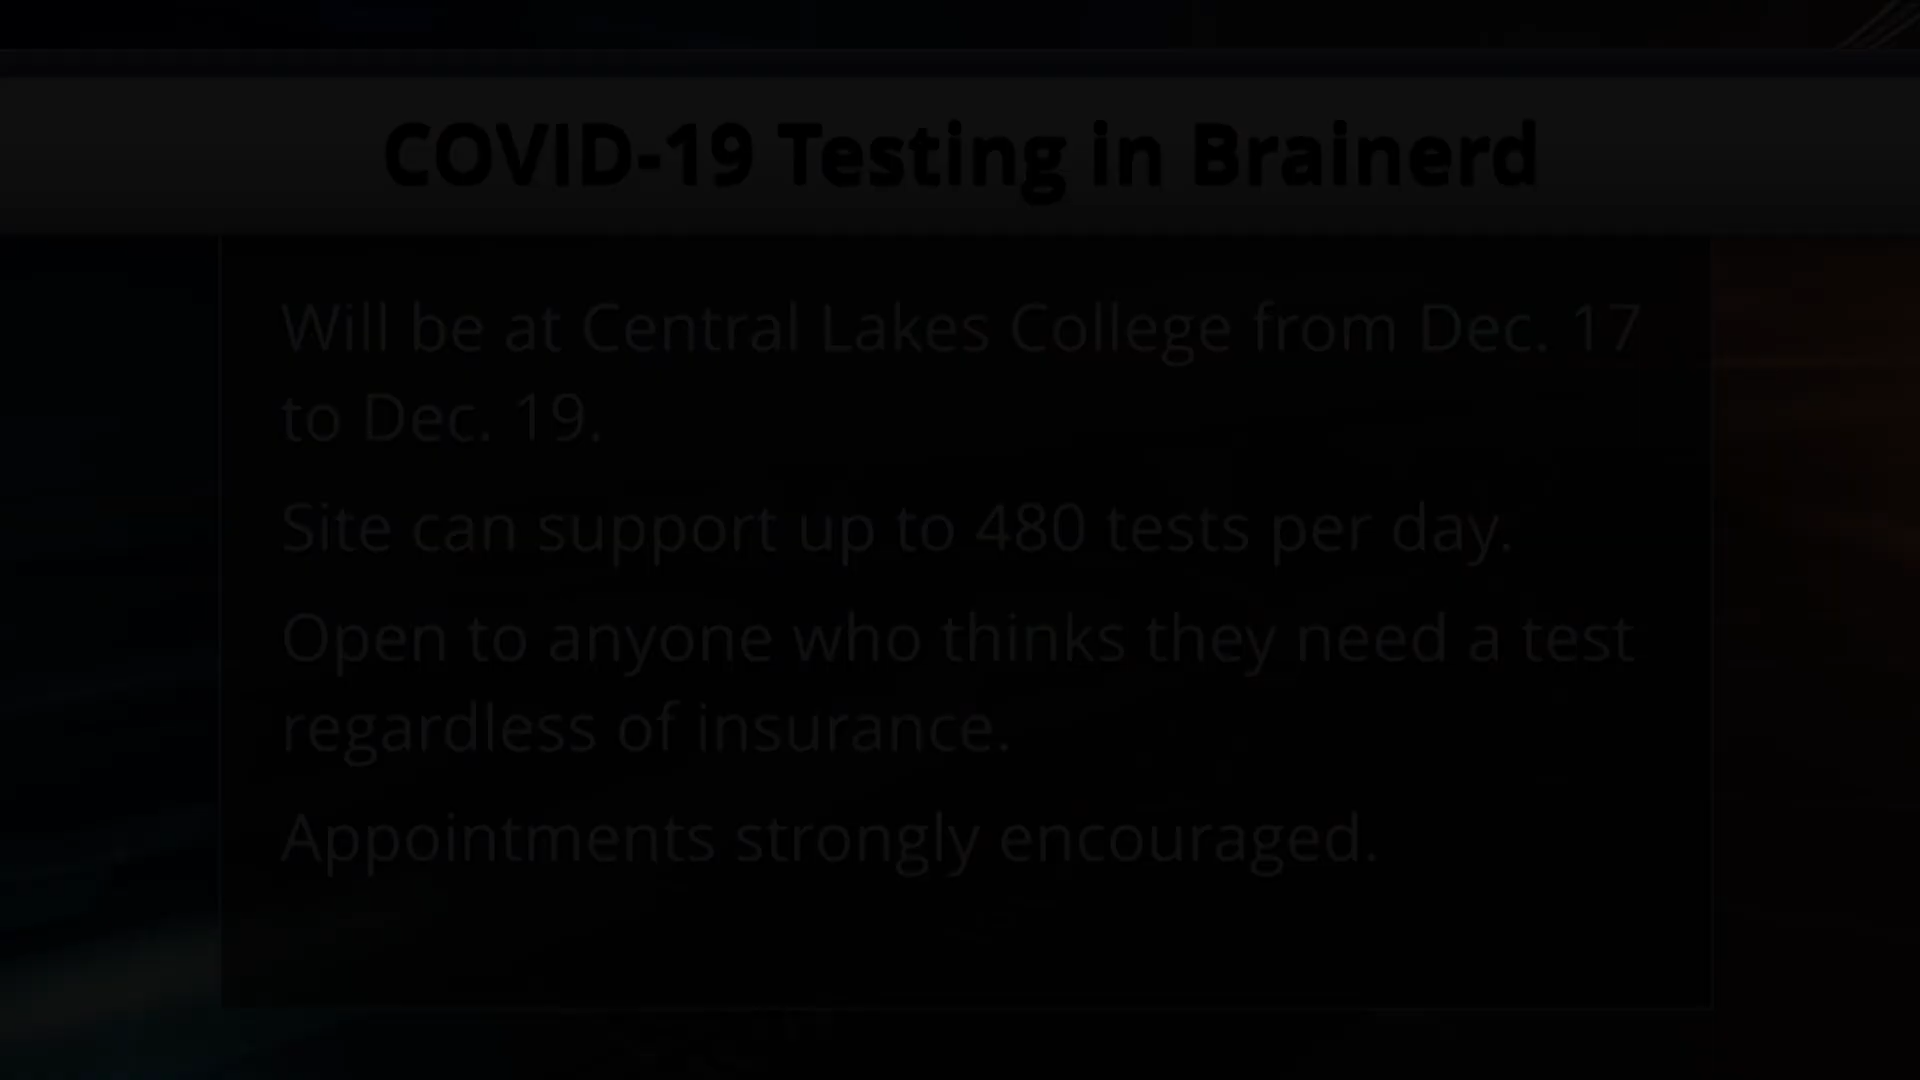 COVID-19 Testing in Brainerd
Will be at Central Lakes College from Dec. 17
to Dec. 19.
Site can support up to 480 tests per day.
Open to anyone who thinks they need a test
regardless of insurance.
Appointments strongly encouraged.